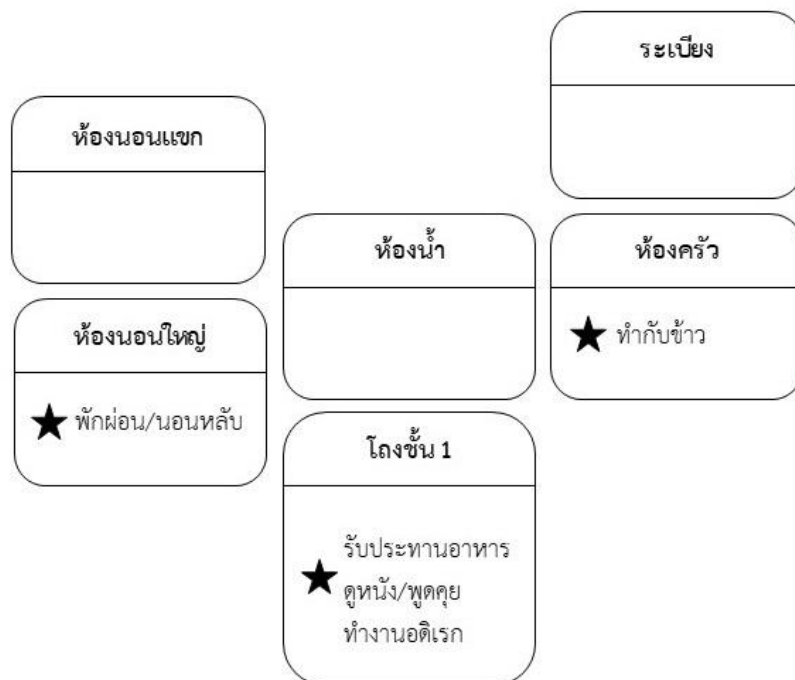 ระเบียง
ห้องนอนแขก
ห้องน้ำ
ห้องครัว
ทำกับข้าว
ห้องนอนใหญ่
พักผ่อน/นอนหลับ
โถงชั้น 1
รับประทานอาหาร
ดูหนัง/พูดคุย
ทำงานอดิเรก